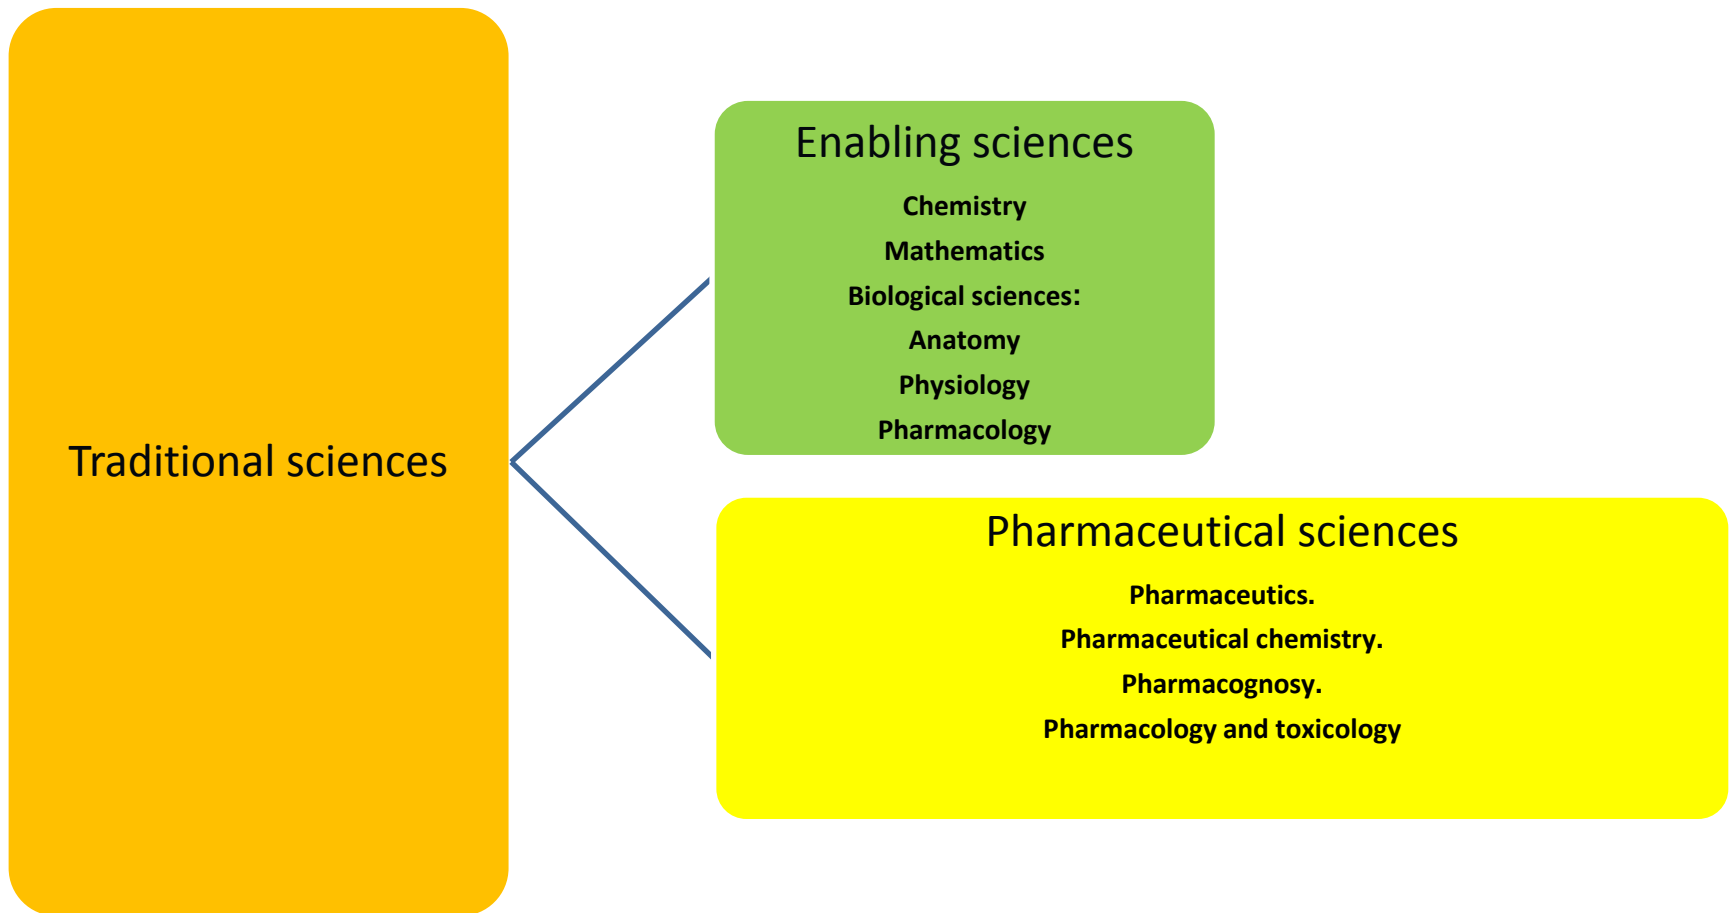 Traditional sciences
Enabling sciences
Chemistry
Mathematics
Biological sciences:
Anatomy
Physiology
Pharmacology
Pharmaceutical sciences
Pharmaceutics.
Pharmaceutical chemistry.
Pharmacognosy.
Pharmacology and toxicology